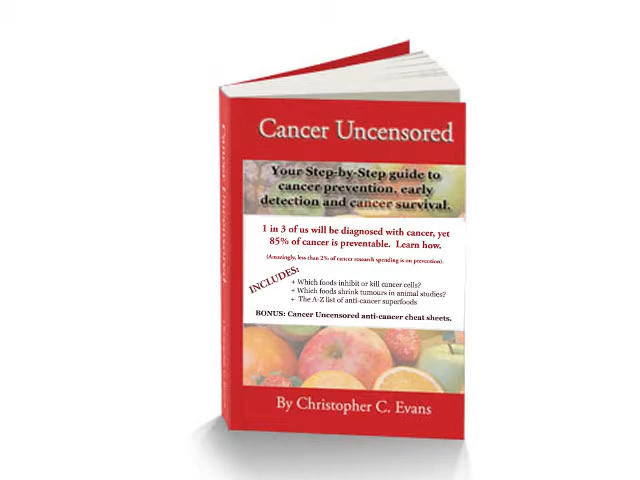 Cancer Uncensored
Your Step-by-Step guide to
cancer prevention, early
detection and cancer survival.
1 in 3 of us will be diagnosed with cancer, yet
85% of cancer is preventable. Learn how.
(Amazingly, less than 2% of cancer research spending is on prevention).
INCLUDES:
+ Which foods inhibit or kill cancer cells?
+ Which foods shrink tumours in animal studies?
+ The A-Z list of anti-cancer superfoods
BONUS: Cancer Uncensored anti-cancer cheat sheets.
By Christopher C. Evans
Cancer Uncensored
Christopher C. Evans